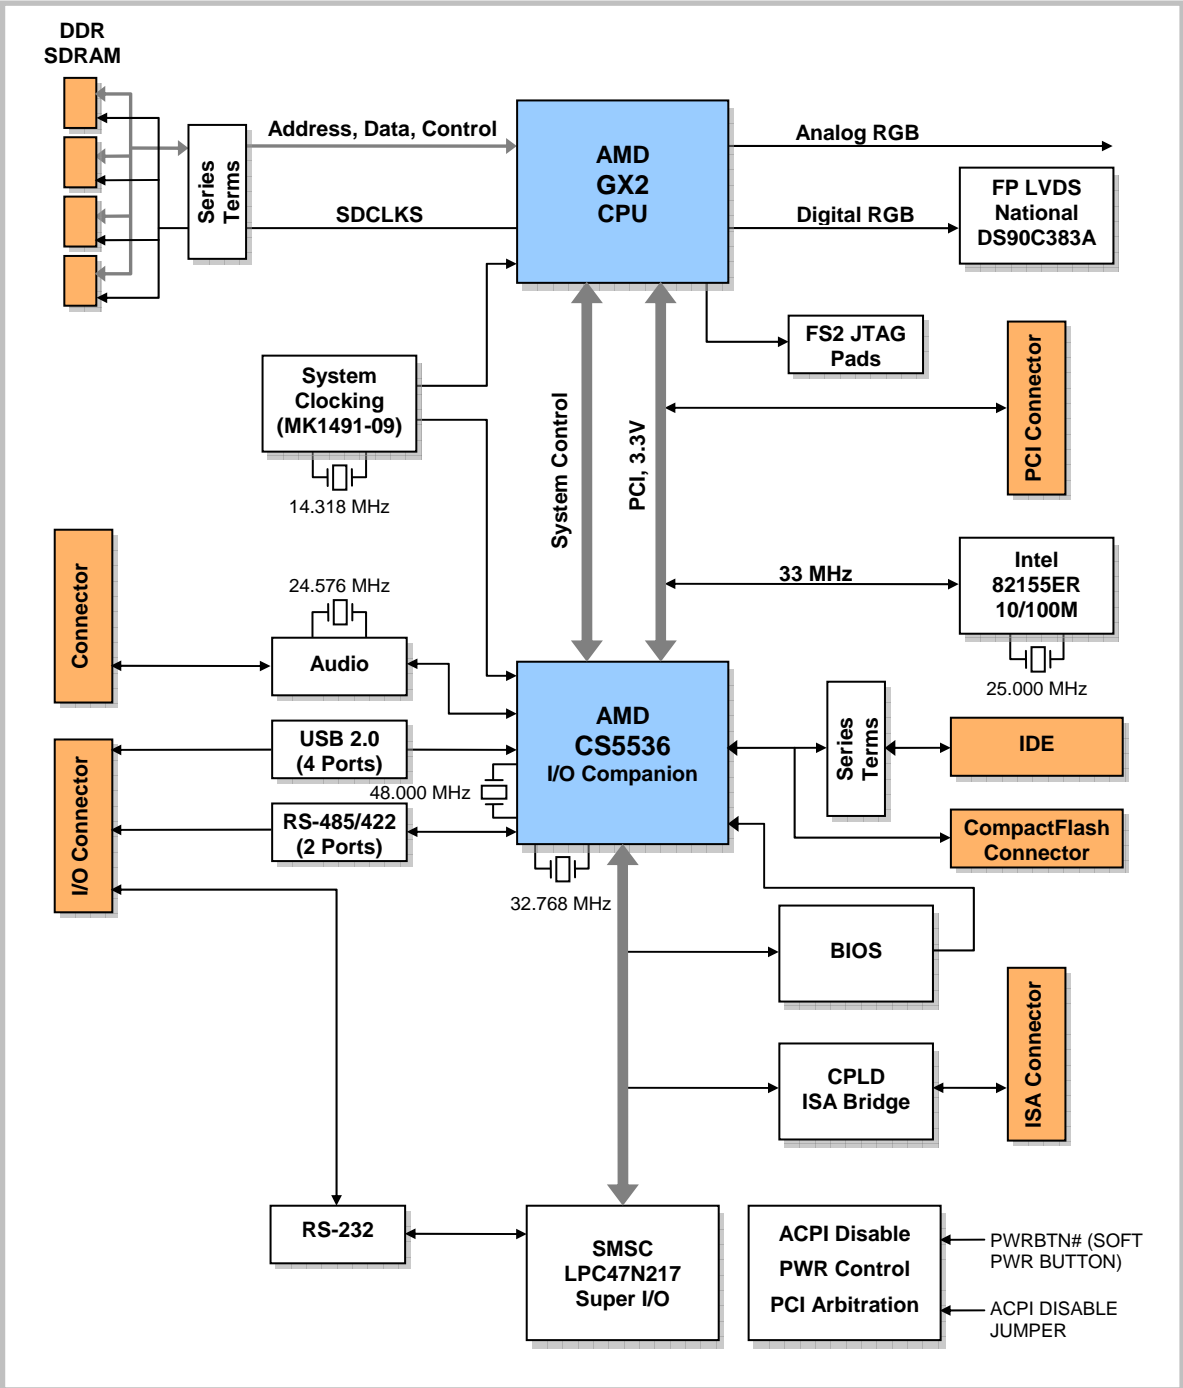 DDR
SDRAM
Series
Terms
Address, Data, Control
SDCLKS
AMD
GX2
CPU
Analog RGB
Digital RGB
FP LVDS
National
DS90C383A
FS2 JTAG
Pads
System
Clocking
(MK1491-09)
14.318 MHz
System Control
PCI, 3.3V
PCI Connector
33 MHz
Intel
82155ER
10/100M
25.000 MHz
Connector
24.576 MHz
Audio
AMD
CS5536
I/O Companion
I/O Connector
USB 2.0
(4 Ports)
48.000 MHz
RS-485/422
(2 Ports)
32.768 MHz
Series
Terms
IDE
CompactFlash
Connector
BIOS
CPLD
ISA Bridge
ISA Connector
RS-232
SMSC
LPC47N217
Super I/O
ACPI Disable
PWR Control
PCI Arbitration
PWRBTN# (SOFT
PWR BUTTON)
ACPI DISABLE
JUMPER